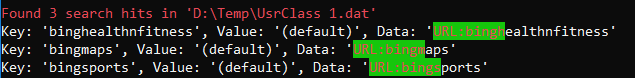 Found 3 search hits in 'D:\Temp\UsrClass 1.dat'
Key: 'binghealthnfitness', Value: '(default)', Data: 'URL:binghealthnfitness'
Key: 'bingmaps', Value: '(default)', Data: 'URL:bingmaps'
Key: 'bingsports', Value: '(default)', Data: 'URL:bingsports'